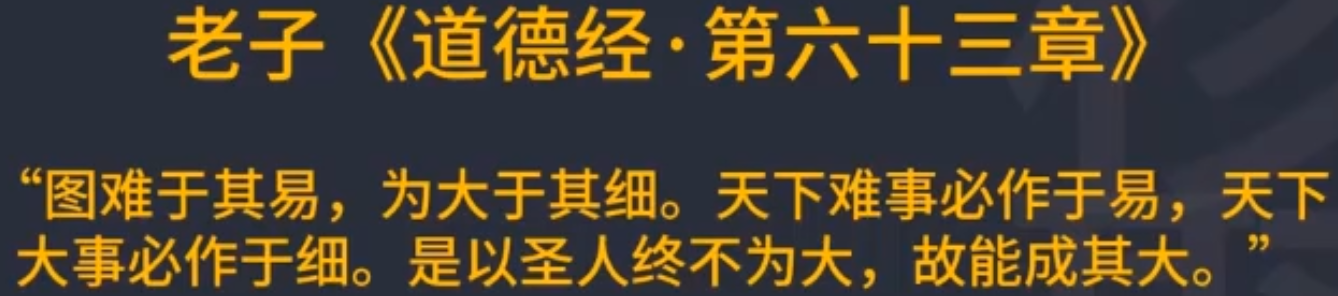 老子《道德经·第六十三章》
“图难于其易，为大于其细。天下难事必作于易，天下
大事必作于细。是以圣人终不为大，故能成其大。”